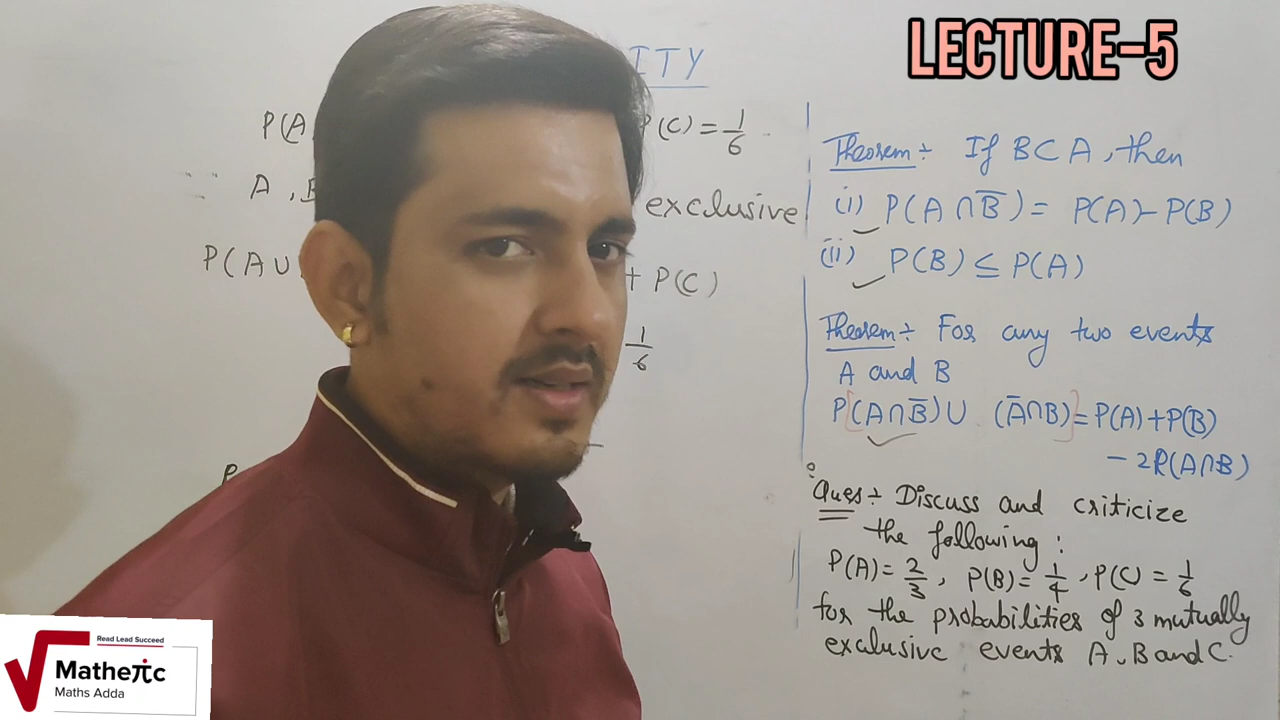 LECTURE-5
ITY
P(A P(C) = 1/6
A, B exclusive
P(A ∪ + P(C)
1/6
Theorem :- If B ⊂ A, then
(i) P(A ∩ B̅) = P(A) - P(B)
(ii) P(B) ≤ P(A)
Theorem :- For any two events
A and B
P[(A ∩ B̅) ∪ (A̅ ∩ B)] = P(A) + P(B)
- 2P(A ∩ B)
Ques :- Discuss and criticize
the following :
P(A) = 2/3, P(B) = 1/4, P(C) = 1/6
for the probabilities of 3 mutually
exclusive events A, B and C.
Read Lead Succeed
Matheπc
Maths Adda